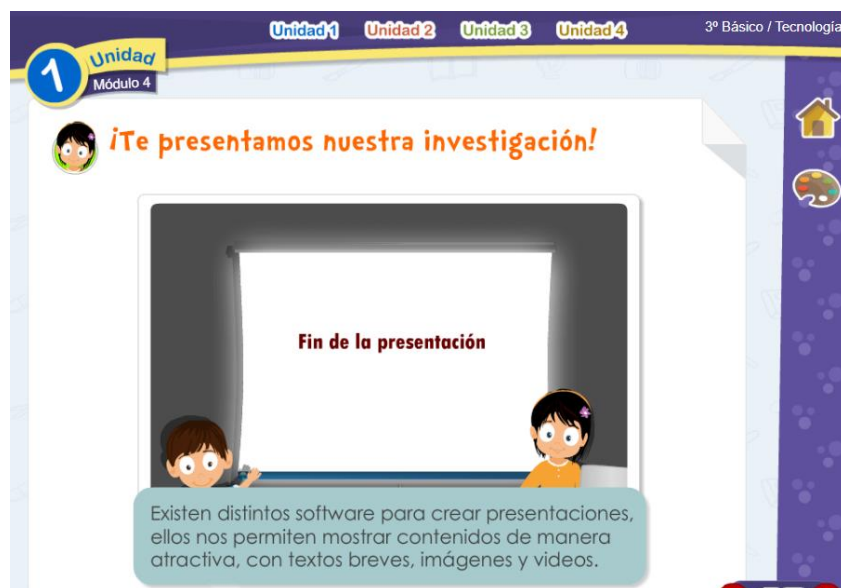 Unidad 1 Unidad 2 Unidad 3 Unidad 4 3º Básico / Tecnología
1 Unidad
Módulo 4
¡Te presentamos nuestra investigación!
Fin de la presentación
Existen distintos software para crear presentaciones,
ellos nos permiten mostrar contenidos de manera
atractiva, con textos breves, imágenes y videos.